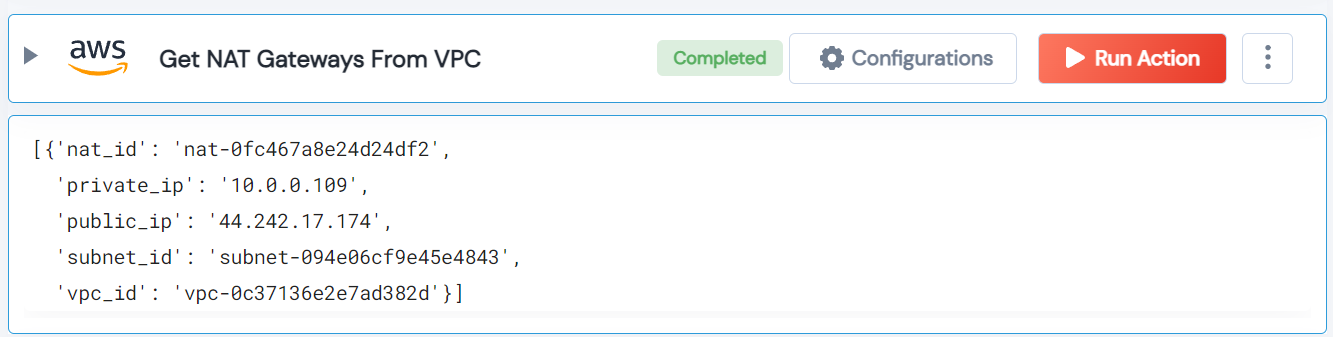 aws
Get NAT Gateways From VPC
Completed
Configurations
Run Action
[{'nat_id': 'nat-0fc467a8e24d24df2',
'private_ip': '10.0.0.109',
'public_ip': '44.242.17.174',
'subnet_id': 'subnet-094e06cf9e45e4843',
'vpc_id': 'vpc-0c37136e2e7ad382d'}]